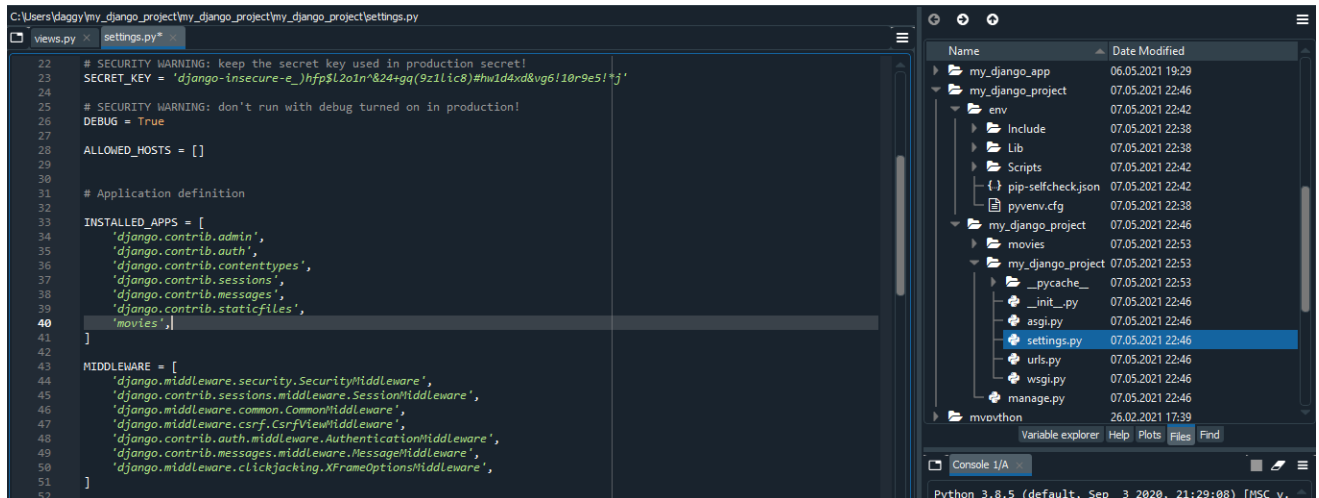 C:\Users\daggy\my_django_project\my_django_project\my_django_project\settings.py
views.py
settings.py*
22 # SECURITY WARNING: keep the secret key used in production secret!
23 SECRET_KEY = 'django-insecure-e_)hfp$l2o1n^&24+gq(9z1lic8)#hw1d4xd&vg6!10r9e5!*j'
24
25 # SECURITY WARNING: don't run with debug turned on in production!
26 DEBUG = True
27
28 ALLOWED_HOSTS = []
29
30
31 # Application definition
32
33 INSTALLED_APPS = [
34 'django.contrib.admin',
35 'django.contrib.auth',
36 'django.contrib.contenttypes',
37 'django.contrib.sessions',
38 'django.contrib.messages',
39 'django.contrib.staticfiles',
40 'movies',
41 ]
42
43 MIDDLEWARE = [
44 'django.middleware.security.SecurityMiddleware',
45 'django.contrib.sessions.middleware.SessionMiddleware',
46 'django.middleware.common.CommonMiddleware',
47 'django.middleware.csrf.CsrfViewMiddleware',
48 'django.contrib.auth.middleware.AuthenticationMiddleware',
49 'django.contrib.messages.middleware.MessageMiddleware',
50 'django.middleware.clickjacking.XFrameOptionsMiddleware',
51 ]
52
Name Date Modified
my_django_app 06.05.2021 19:29
my_django_project 07.05.2021 22:46
env 07.05.2021 22:42
Include 07.05.2021 22:38
Lib 07.05.2021 22:38
Scripts 07.05.2021 22:42
pip-selfcheck.json 07.05.2021 22:42
pyvenv.cfg 07.05.2021 22:38
my_django_project 07.05.2021 22:46
movies 07.05.2021 22:53
my_django_project 07.05.2021 22:53
__pycache__ 07.05.2021 22:53
__init__.py 07.05.2021 22:46
asgi.py 07.05.2021 22:46
settings.py 07.05.2021 22:46
urls.py 07.05.2021 22:46
wsgi.py 07.05.2021 22:46
manage.py 07.05.2021 22:46
mypython 26.02.2021 17:39
Variable explorer Help Plots Files Find
Console 1/A
Python 3.8.5 (default, Sep 3 2020, 21:29:08) [MSC v.